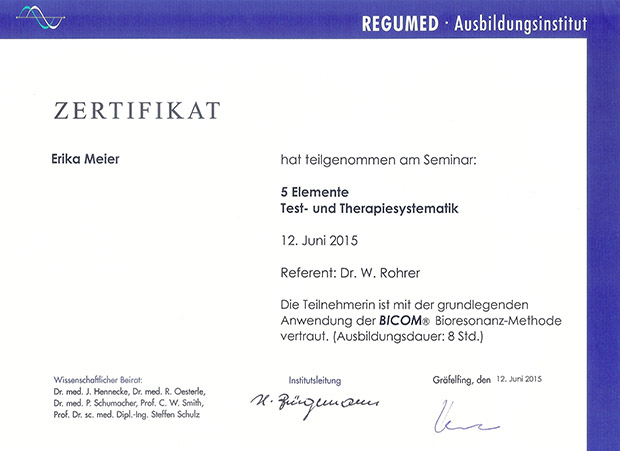 REGUMED · Ausbildungsinstitut
ZERTIFIKAT
Erika Meier
hat teilgenommen am Seminar:
5 Elemente
Test- und Therapiesystematik
12. Juni 2015
Referent: Dr. W. Rohrer
Die Teilnehmerin ist mit der grundlegenden
Anwendung der BICOM® Bioresonanz-Methode
vertraut. (Ausbildungsdauer: 8 Std.)
Wissenschaftlicher Beirat:
Dr. med. J. Hennecke, Dr. med. R. Oesterle,
Dr. med. P. Schumacher, Prof. C. W. Smith,
Prof. Dr. sc. med. Dipl.-Ing. Steffen Schulz
Institutsleitung
Gräfelfing, den 12. Juni 2015